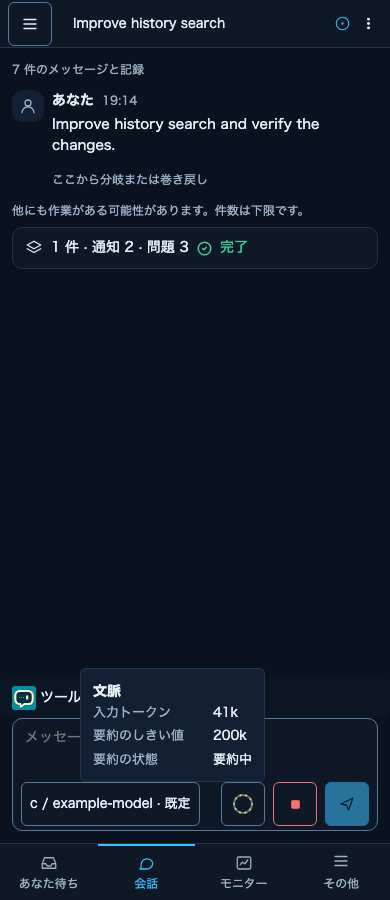 Improve history search
7 件のメッセージと記録
あなた 19:14
Improve history search and verify the
changes.
ここから分岐または巻き戻し
他にも作業がある可能性があります。件数は下限です。
1 件 · 通知 2 · 問題 3 完了
ツール
文脈
入力トークン 41k
要約のしきい値 200k
要約の状態 要約中
メッセー
c / example-model · 既定
あなた待ち 会話 モニター その他